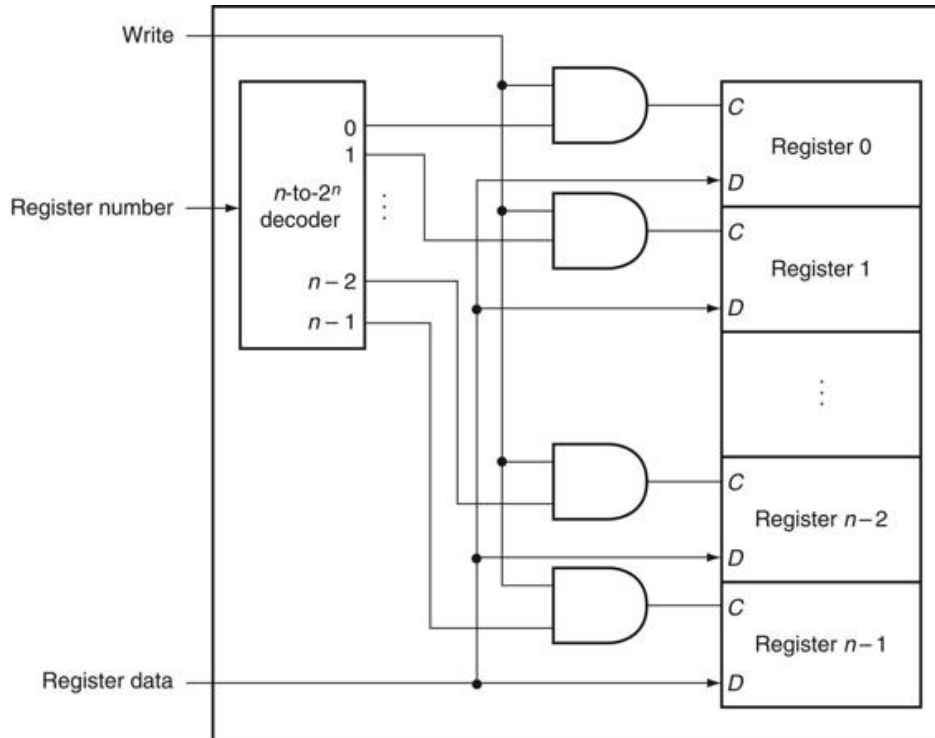 Write
C
0
Register 0
1
D
n-to-2ⁿ
decoder
Register number
C
Register 1
n – 2
D
n – 1
C
Register n – 2
D
C
Register n – 1
Register data
D